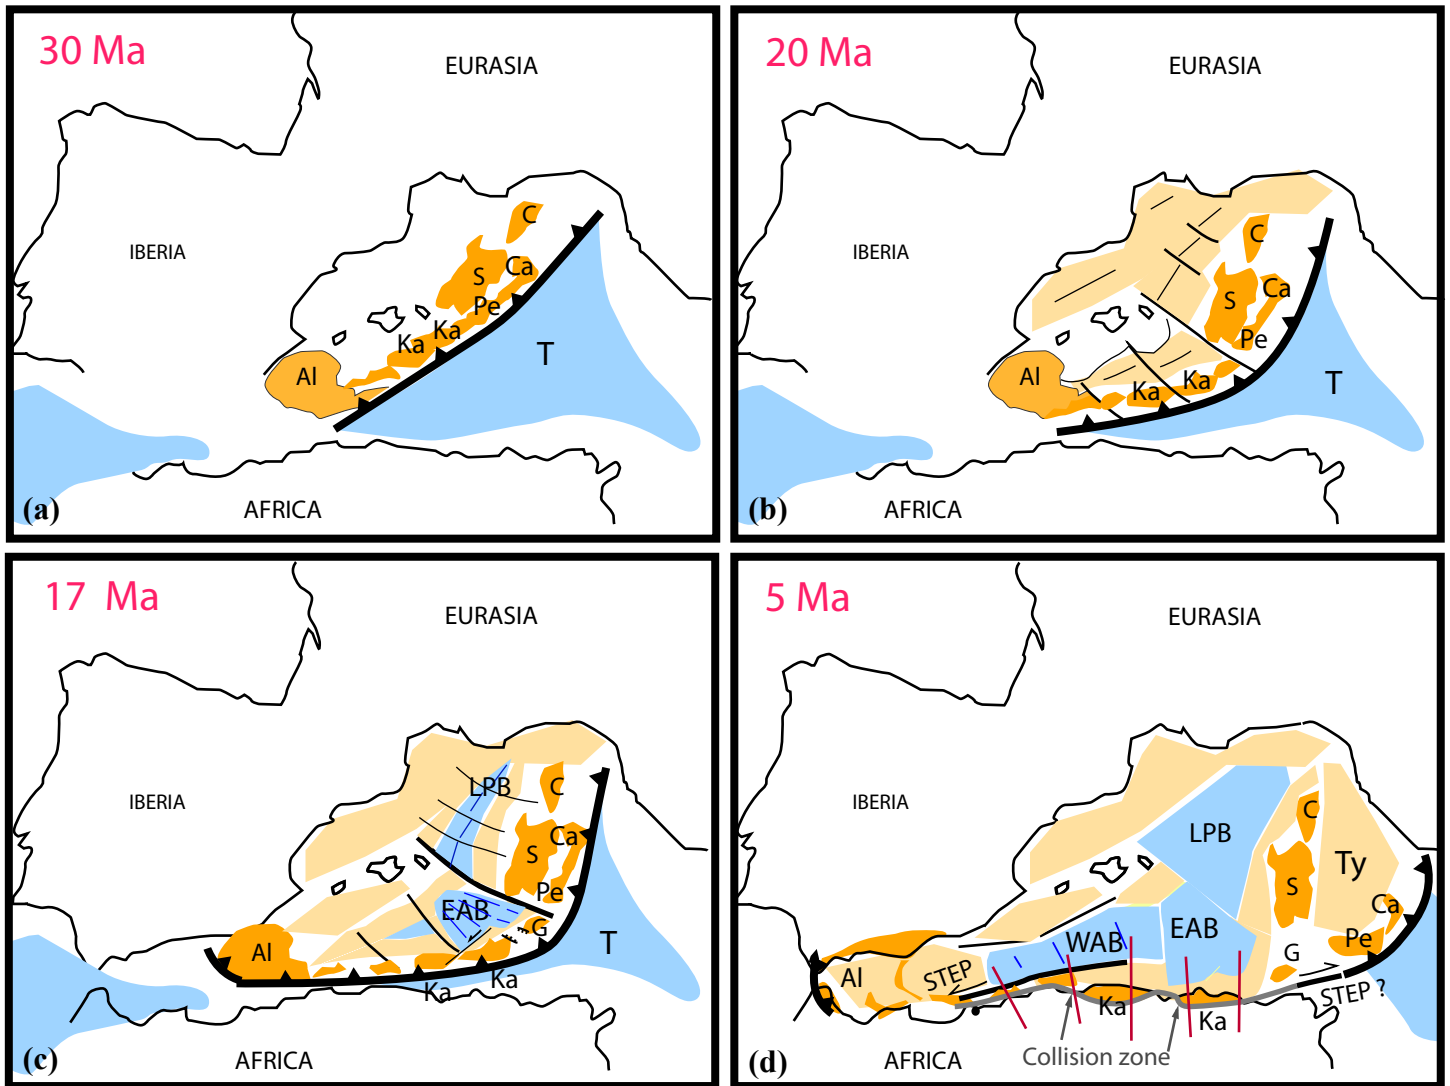 30 Ma
EURASIA
C
IBERIA
S
Ca
Pe
Ka
Ka
T
Al
AFRICA
(a)
20 Ma
EURASIA
C
IBERIA
S
Ca
Pe
Al
Ka
Ka
T
AFRICA
(b)
17 Ma
EURASIA
LPB
C
IBERIA
Ca
S
Pe
EAB
G
T
Al
Ka
Ka
AFRICA
(c)
5 Ma
EURASIA
IBERIA
C
LPB
Ty
S
Ca
EAB
WAB
Pe
G
Al
STEP
STEP ?
Ka
Ka
Collision zone
AFRICA
(d)